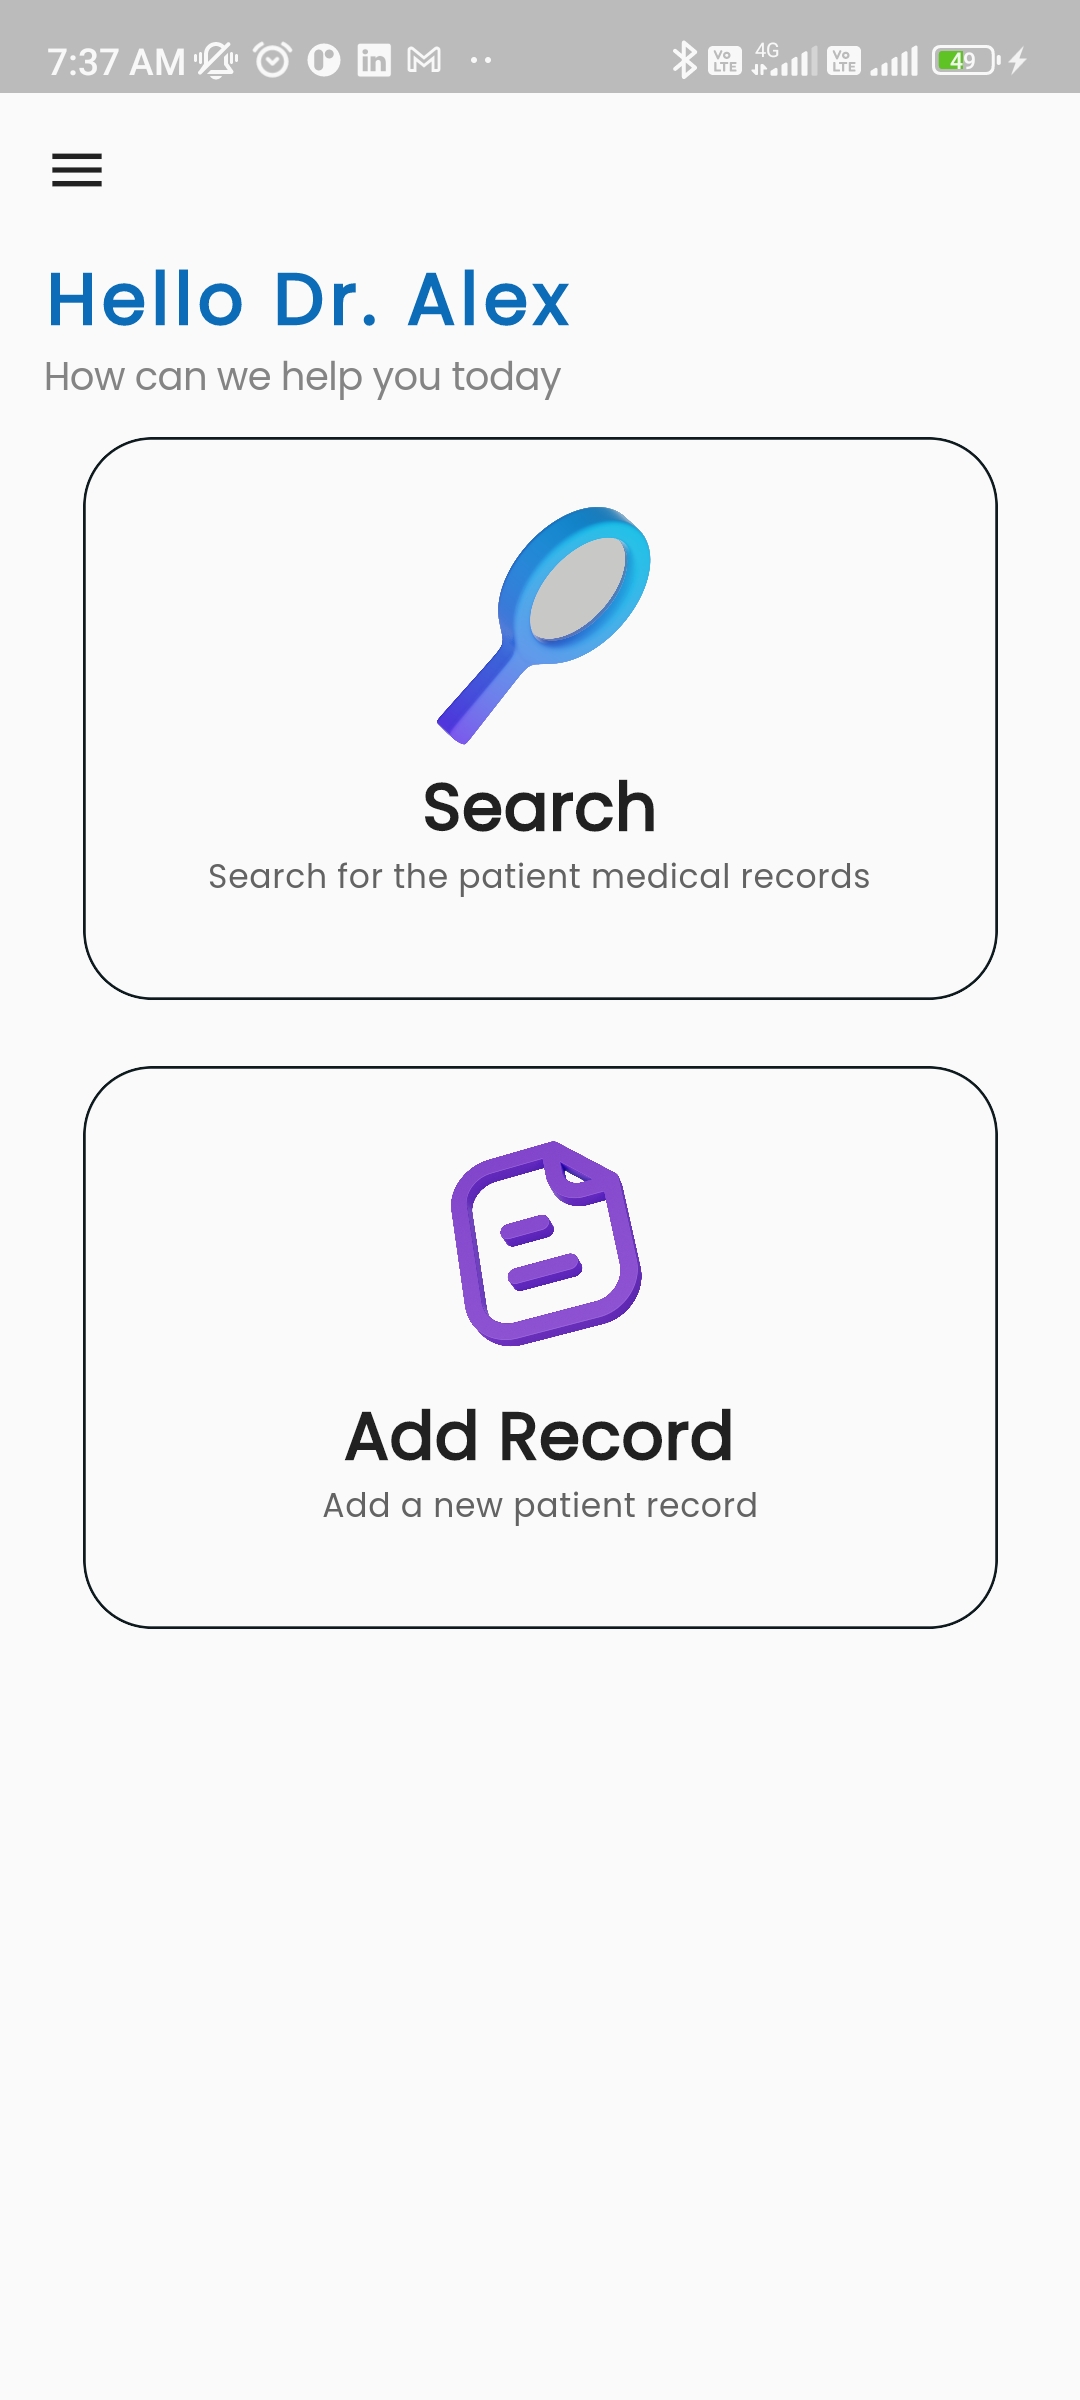 7:37 AM
Vo
LTE
4G
Vo
LTE
49
Hello Dr. Alex
How can we help you today
Search
Search for the patient medical records
Add Record
Add a new patient record